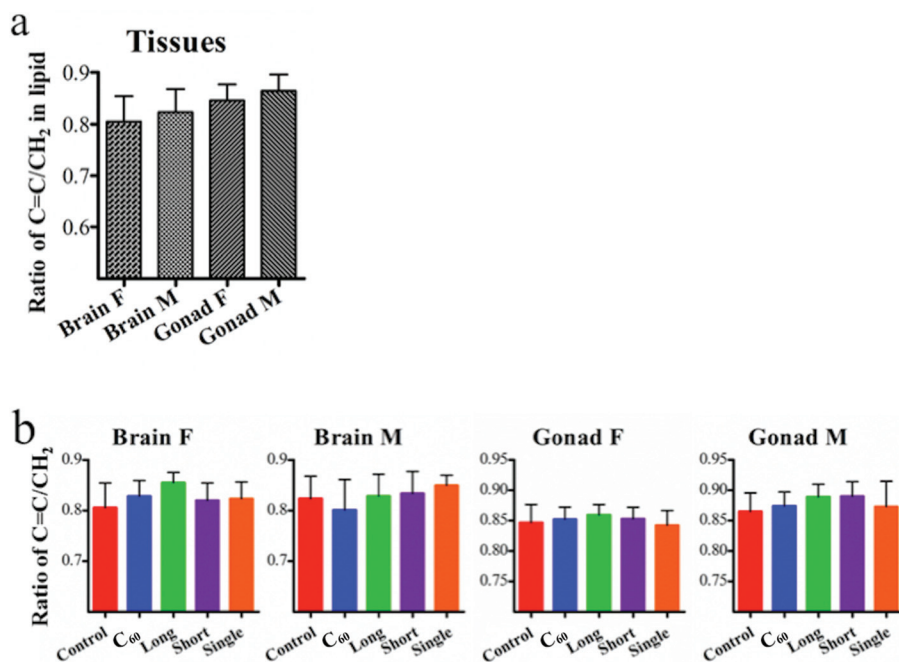 a
Tissues
Ratio of C=C/CH₂ in lipid
0.9
0.8
0.7
0.6
Brain F
Brain M
Gonad F
Gonad M
b
Ratio of C=C/CH₂
Brain F
0.9
0.8
0.7
Control
C₆₀
Long
Short
Single
Brain M
0.9
0.8
0.7
Control
C₆₀
Long
Short
Single
Gonad F
0.95
0.90
0.85
0.80
0.75
Control
C₆₀
Long
Short
Single
Gonad M
0.95
0.90
0.85
0.80
0.75
Control
C₆₀
Long
Short
Single